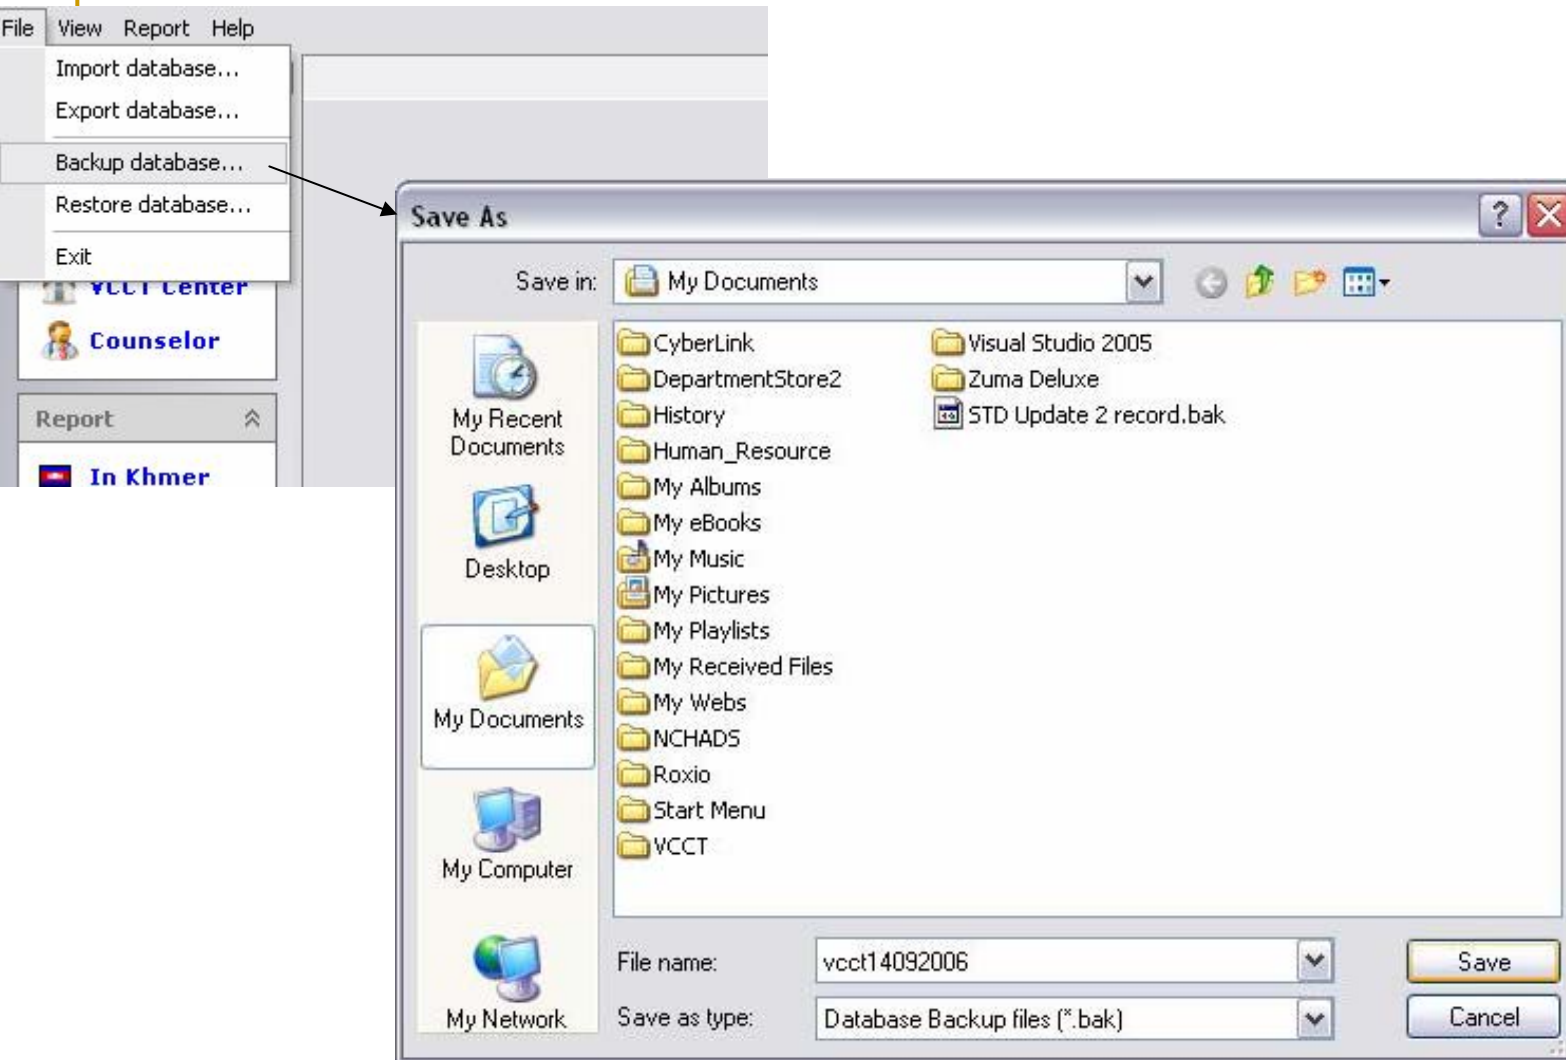 File View Report Help
Import database...
Export database...
Backup database...
Restore database...
Exit
VCCT Center
Counselor
Report
In Khmer
Save As
Save in: My Documents
My Recent
Documents
Desktop
My Documents
My Computer
My Network
CyberLink
DepartmentStore2
History
Human_Resource
My Albums
My eBooks
My Music
My Pictures
My Playlists
My Received Files
My Webs
NCHADS
Roxio
Start Menu
VCCT
Visual Studio 2005
Zuma Deluxe
STD Update 2 record.bak
File name: vcct14092006 Save
Save as type: Database Backup files (*.bak) Cancel